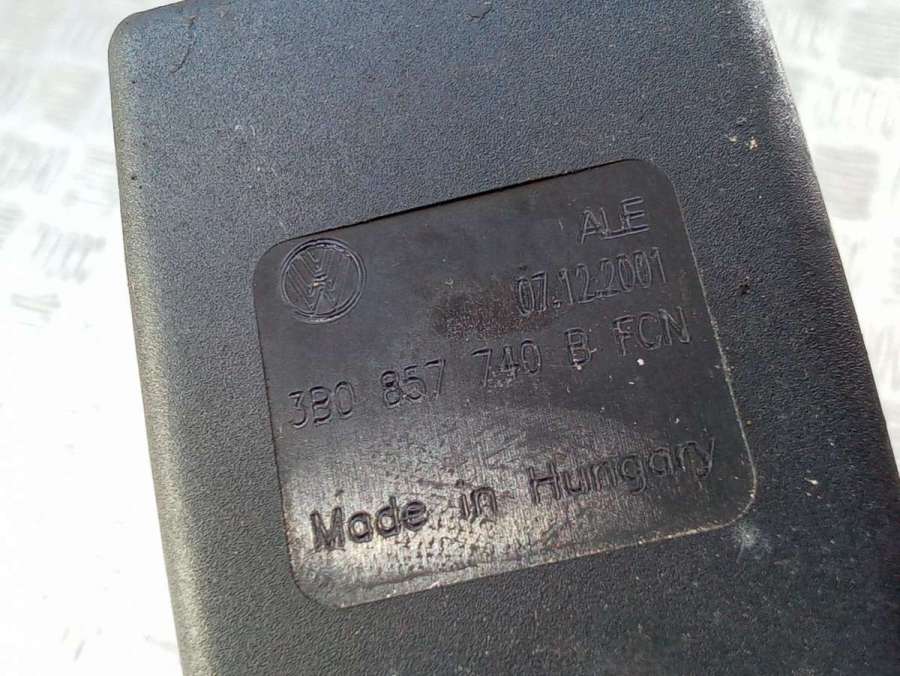 ALE
07.12.2001
3B0 857 740 B FCN
Made in Hungary